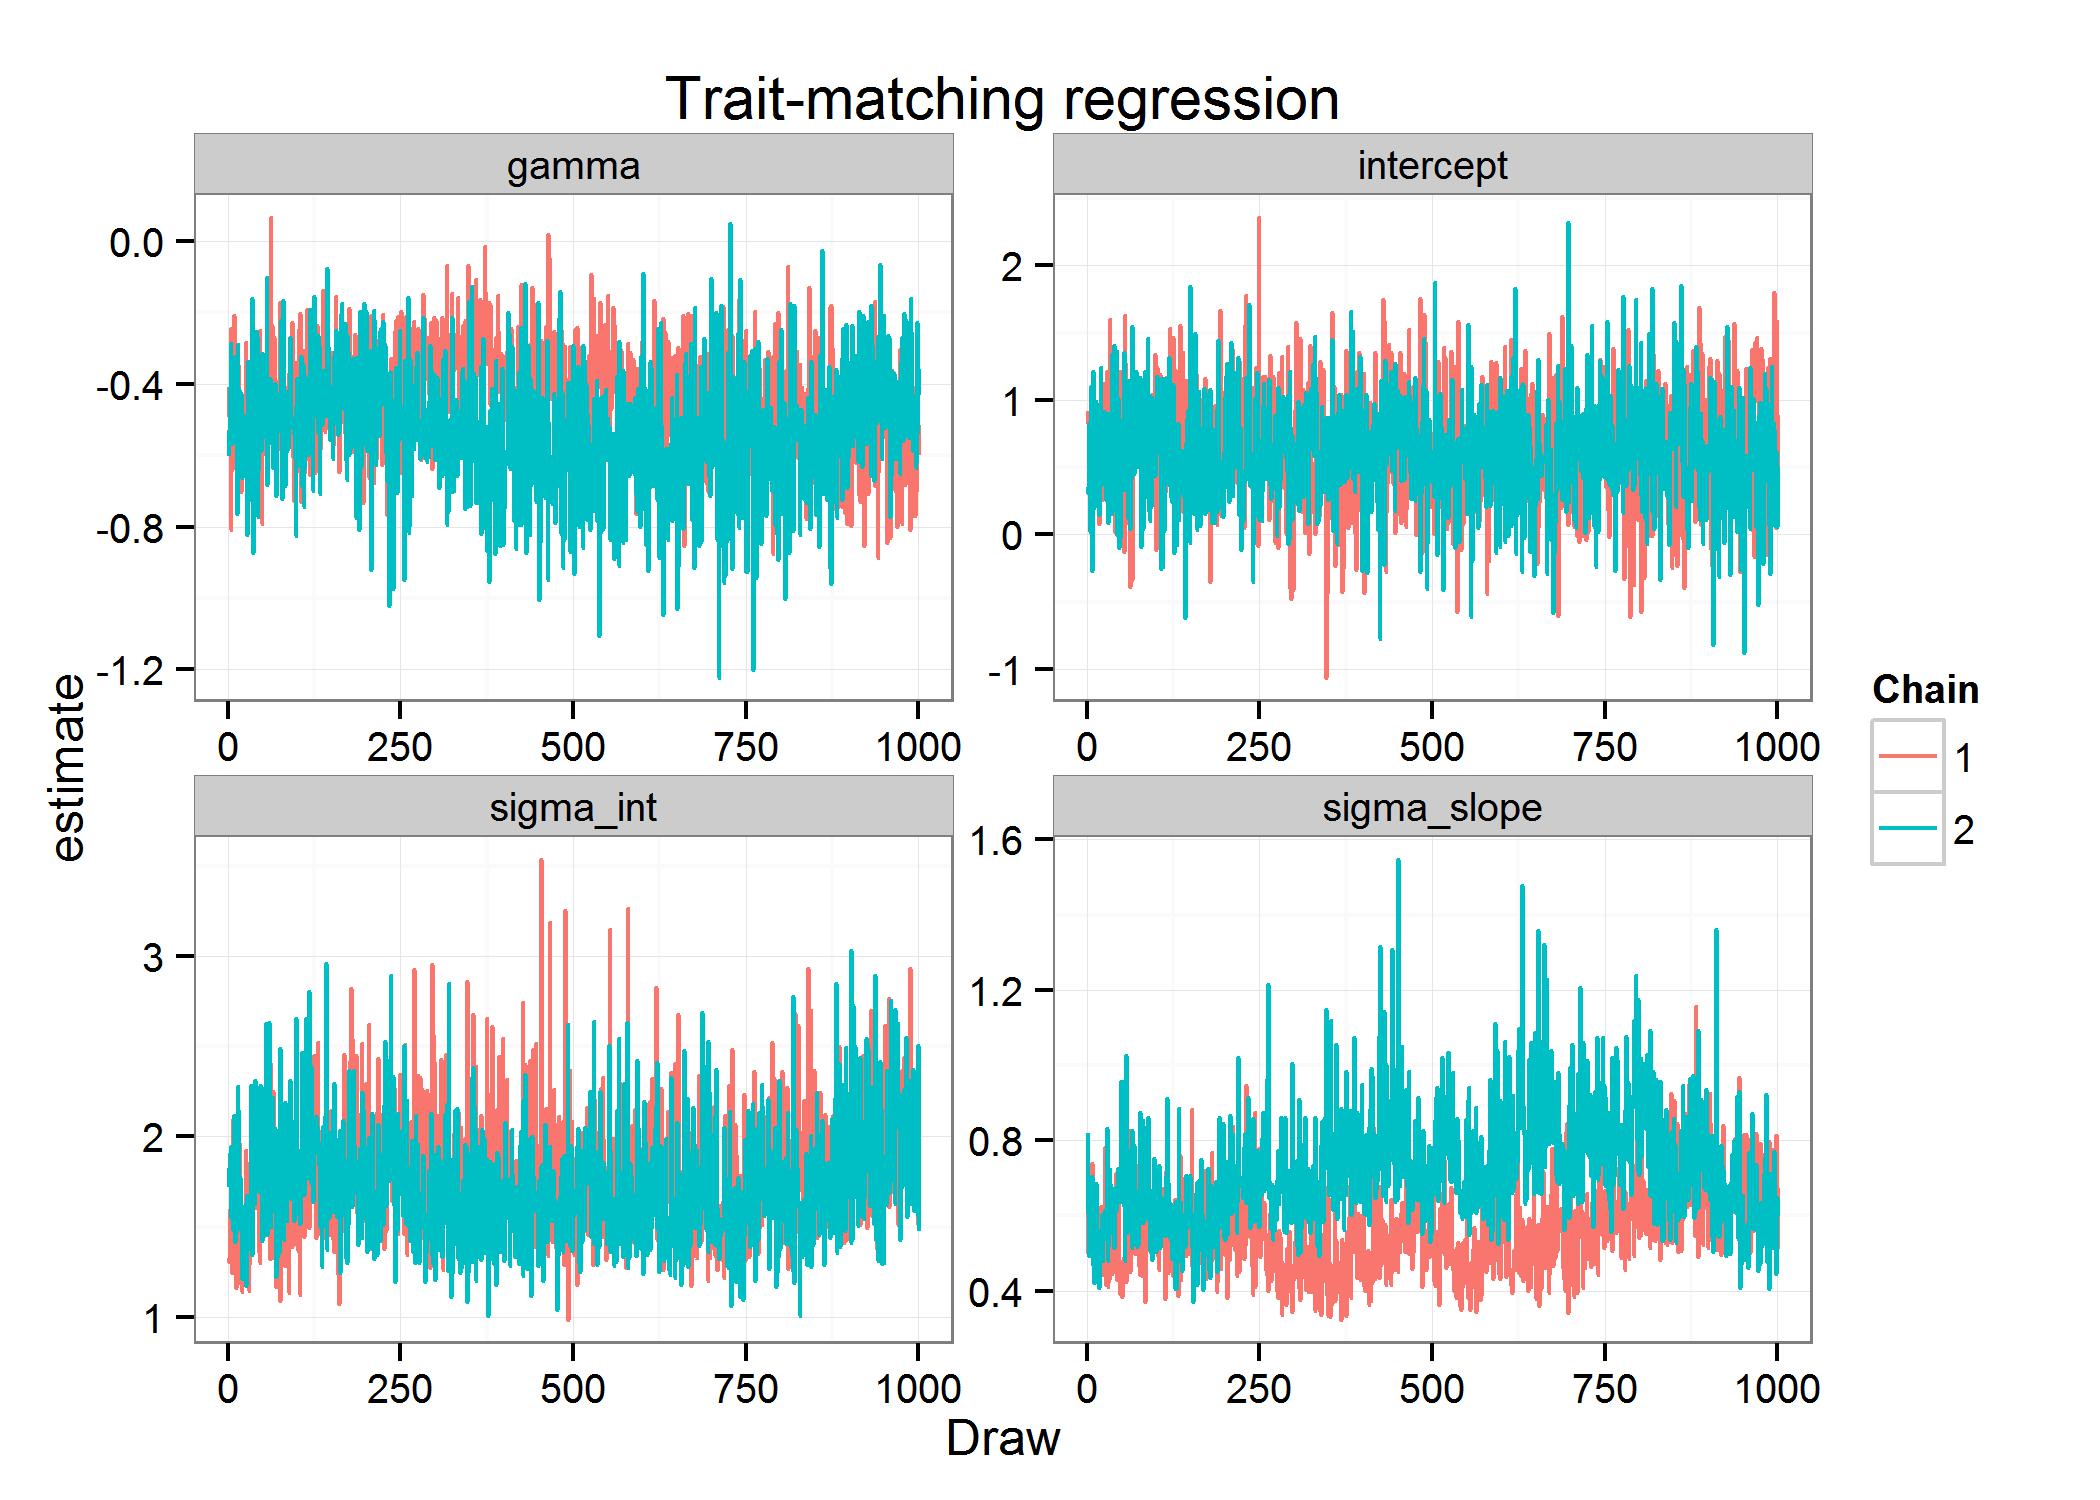 Trait-matching regression
gamma
intercept
0.0
-0.4
-0.8
-1.2
2
1
0
-1
0 250 500 750 1000
0 250 500 750 1000
estimate
sigma_int
sigma_slope
3
2
1
1.6
1.2
0.8
0.4
0 250 500 750 1000
0 250 500 750 1000
Draw
Chain
1
2